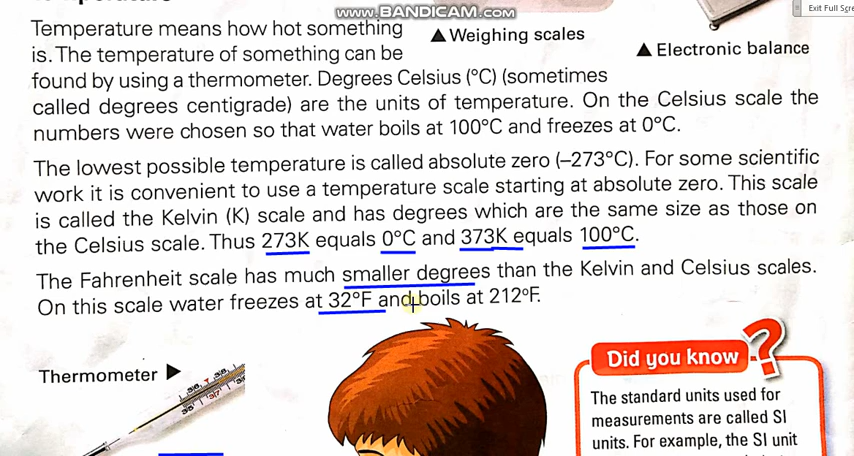 www.BANDICAM.com
Exit Full Scre
Temperature means how hot something
is. The temperature of something can be
found by using a thermometer. Degrees Celsius (°C) (sometimes
called degrees centigrade) are the units of temperature. On the Celsius scale the
numbers were chosen so that water boils at 100°C and freezes at 0°C.
▲ Weighing scales
▲ Electronic balance
The lowest possible temperature is called absolute zero (–273°C). For some scientific
work it is convenient to use a temperature scale starting at absolute zero. This scale
is called the Kelvin (K) scale and has degrees which are the same size as those on
the Celsius scale. Thus 273K equals 0°C and 373K equals 100°C.
The Fahrenheit scale has much smaller degrees than the Kelvin and Celsius scales.
On this scale water freezes at 32°F and boils at 212°F.
Thermometer ▶
Did you know ?
The standard units used for
measurements are called SI
units. For example, the SI unit